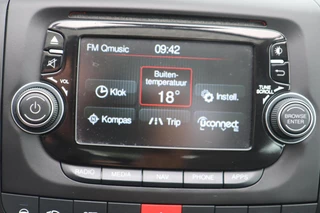 FM Qmusic 09:42
Buiten-
temperatuur
18°
Klok
Instell.
Kompas
Trip
uconnect
LIVE
VOL
TUNE
SCROLL
BROWSE
ENTER
RADIO MEDIA NAV PHONE APPS